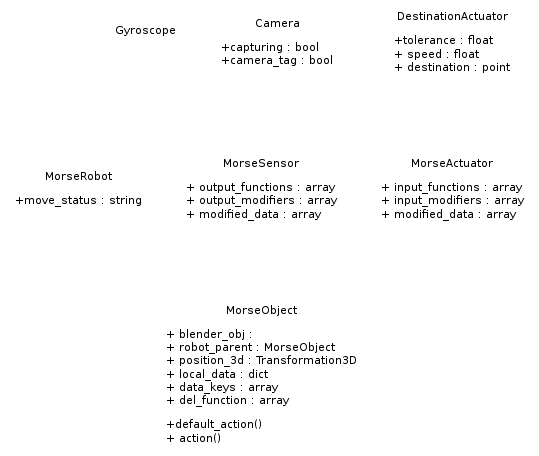 Gyroscope
Camera
+capturing : bool
+camera_tag : bool
DestinationActuator
+tolerance : float
+ speed : float
+ destination : point
MorseRobot
+move_status : string
MorseSensor
+ output_functions : array
+ output_modifiers : array
+ modified_data : array
MorseActuator
+ input_functions : array
+ input_modifiers : array
+ modified_data : array
MorseObject
+ blender_obj :
+ robot_parent : MorseObject
+ position_3d : Transformation3D
+ local_data : dict
+ data_keys : array
+ del_function : array
+default_action()
+ action()